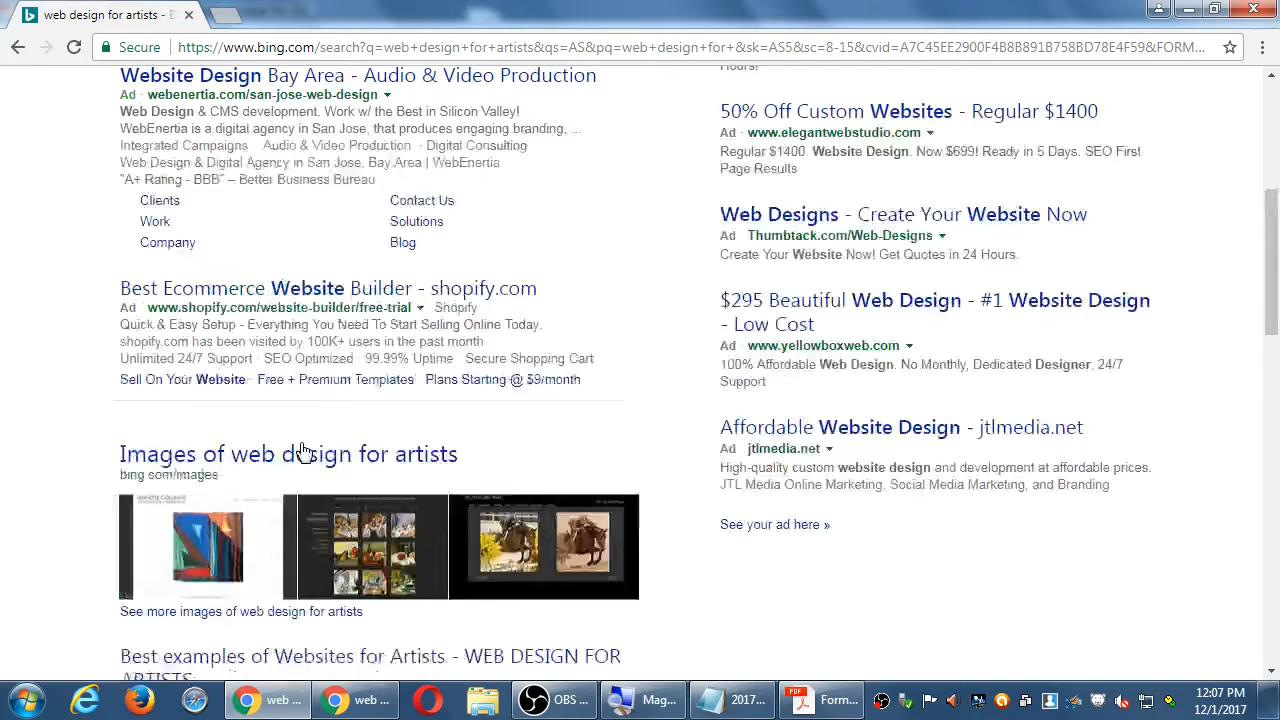 web design for artists - B
Secure https://www.bing.com/search?q=web+design+for+artists&qs=AS&pq=web+design+for+&sk=AS5&sc=8-15&cvid=A7C45EE2900F4B8B891B758BD78E4F59&FORM...
Website Design Bay Area - Audio & Video Production
Ad · webenertia.com/san-jose-web-design
Web Design & CMS development. Work w/ the Best in Silicon Valley!
WebEnertia is a digital agency in San Jose, that produces engaging branding, ...
Integrated Campaigns · Audio & Video Production · Digital Consulting
Web Design & Digital Agency in San Jose, Bay Area | WebEnertia
"A+ Rating - BBB" – Better Business Bureau
Clients
Contact Us
Work
Solutions
Company
Blog
Best Ecommerce Website Builder - shopify.com
Ad · www.shopify.com/website-builder/free-trial Shopify
Quick & Easy Setup - Everything You Need To Start Selling Online Today.
shopify.com has been visited by 100K+ users in the past month
Unlimited 24/7 Support · SEO Optimized · 99.99% Uptime · Secure Shopping Cart
Sell On Your Website Free + Premium Templates Plans Starting @ $9/month
Images of web design for artists
bing.com/images
See more images of web design for artists
Best examples of Websites for Artists - WEB DESIGN FOR
ARTISTS
Hours!
50% Off Custom Websites - Regular $1400
Ad · www.elegantwebstudio.com
Regular $1400. Website Design. Now $699! Ready in 5 Days. SEO First
Page Results
Web Designs - Create Your Website Now
Ad · Thumbtack.com/Web-Designs
Create Your Website Now! Get Quotes in 24 Hours.
$295 Beautiful Web Design - #1 Website Design
- Low Cost
Ad · www.yellowboxweb.com
100% Affordable Web Design. No Monthly, Dedicated Designer, 24/7
Support
Affordable Website Design - jtlmedia.net
Ad · jtlmedia.net
High-quality custom website design and development at affordable prices.
JTL Media Online Marketing, Social Media Marketing, and Branding
See your ad here »
web ...
web ...
OBS ...
Mag...
2017...
PDF
Form...
12:07 PM
12/1/2017